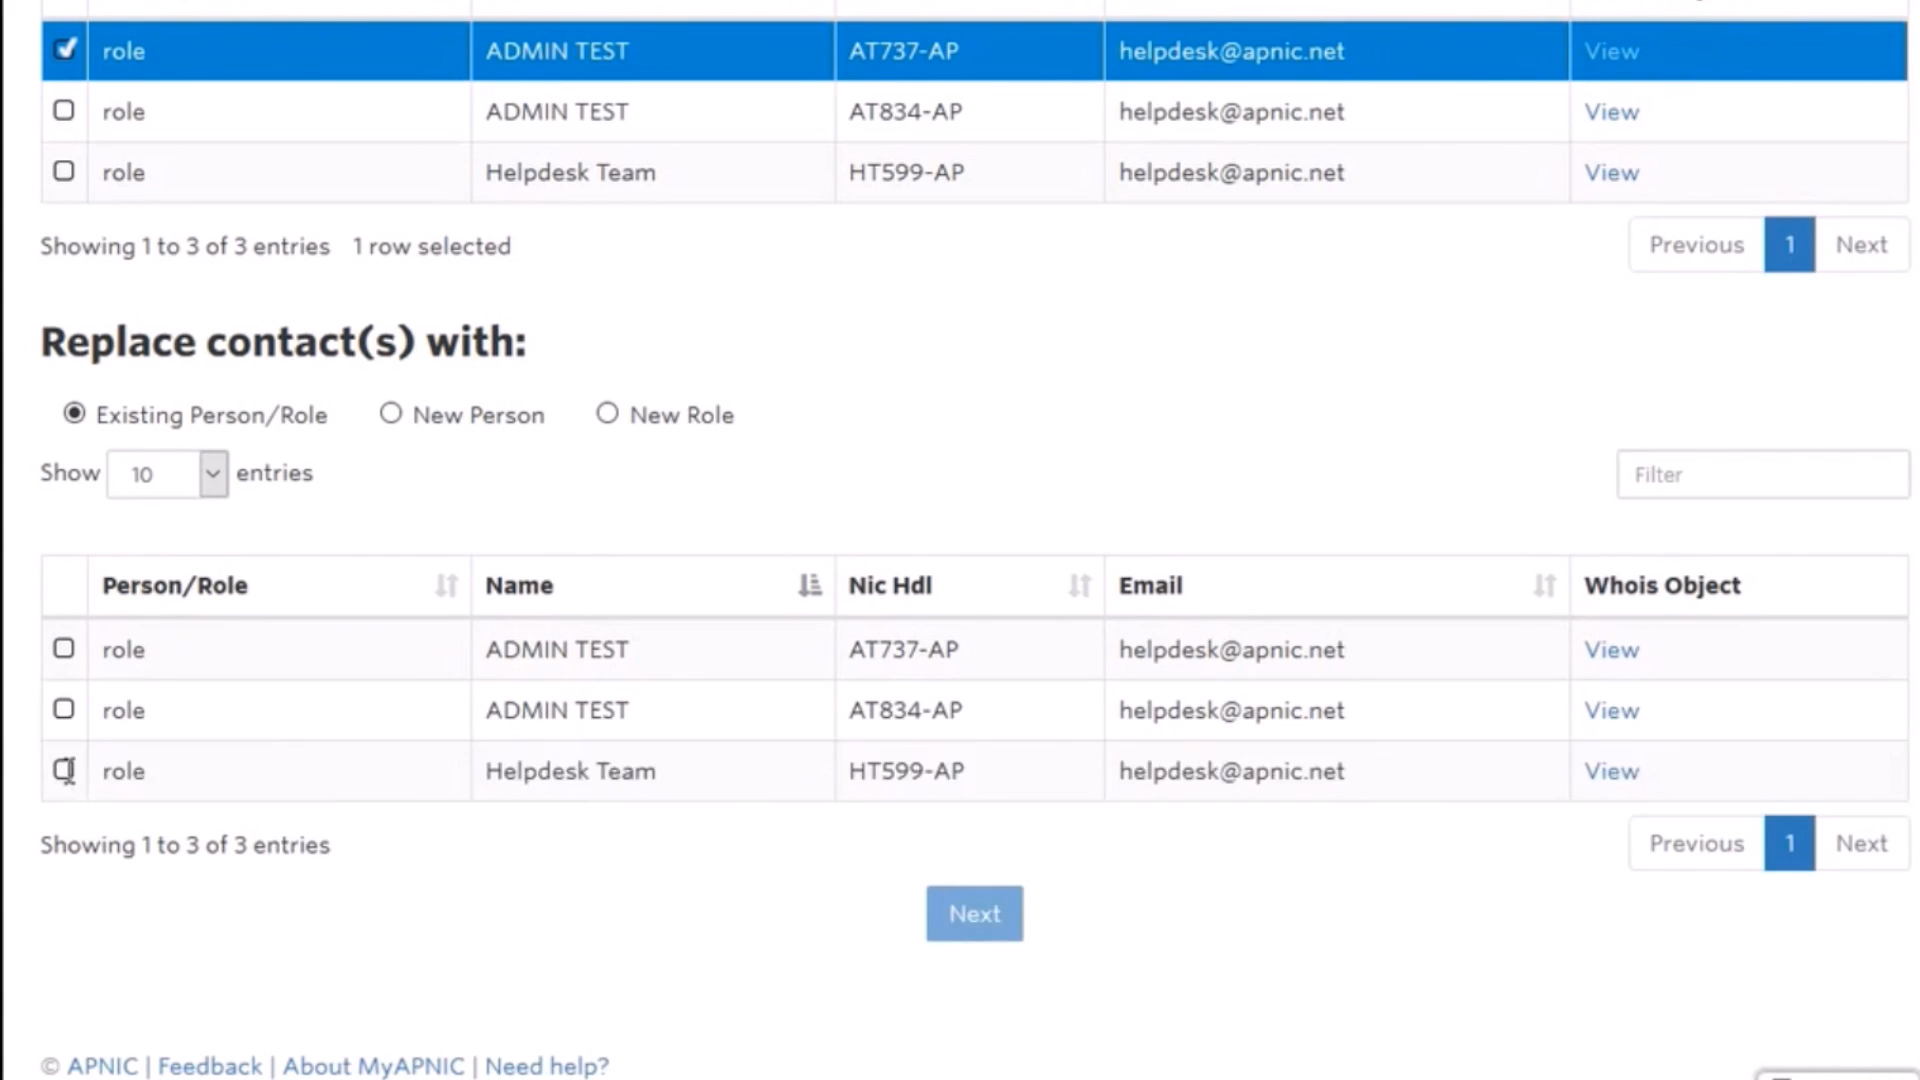 role ADMIN TEST AT737-AP helpdesk@apnic.net View
role ADMIN TEST AT834-AP helpdesk@apnic.net View
role Helpdesk Team HT599-AP helpdesk@apnic.net View
Showing 1 to 3 of 3 entries 1 row selected Previous 1 Next
Replace contact(s) with:
Existing Person/Role New Person New Role
Show 10 entries Filter
Person/Role Name Nic Hdl Email Whois Object
role ADMIN TEST AT737-AP helpdesk@apnic.net View
role ADMIN TEST AT834-AP helpdesk@apnic.net View
role Helpdesk Team HT599-AP helpdesk@apnic.net View
Showing 1 to 3 of 3 entries Previous 1 Next
Next
© APNIC | Feedback | About MyAPNIC | Need help?